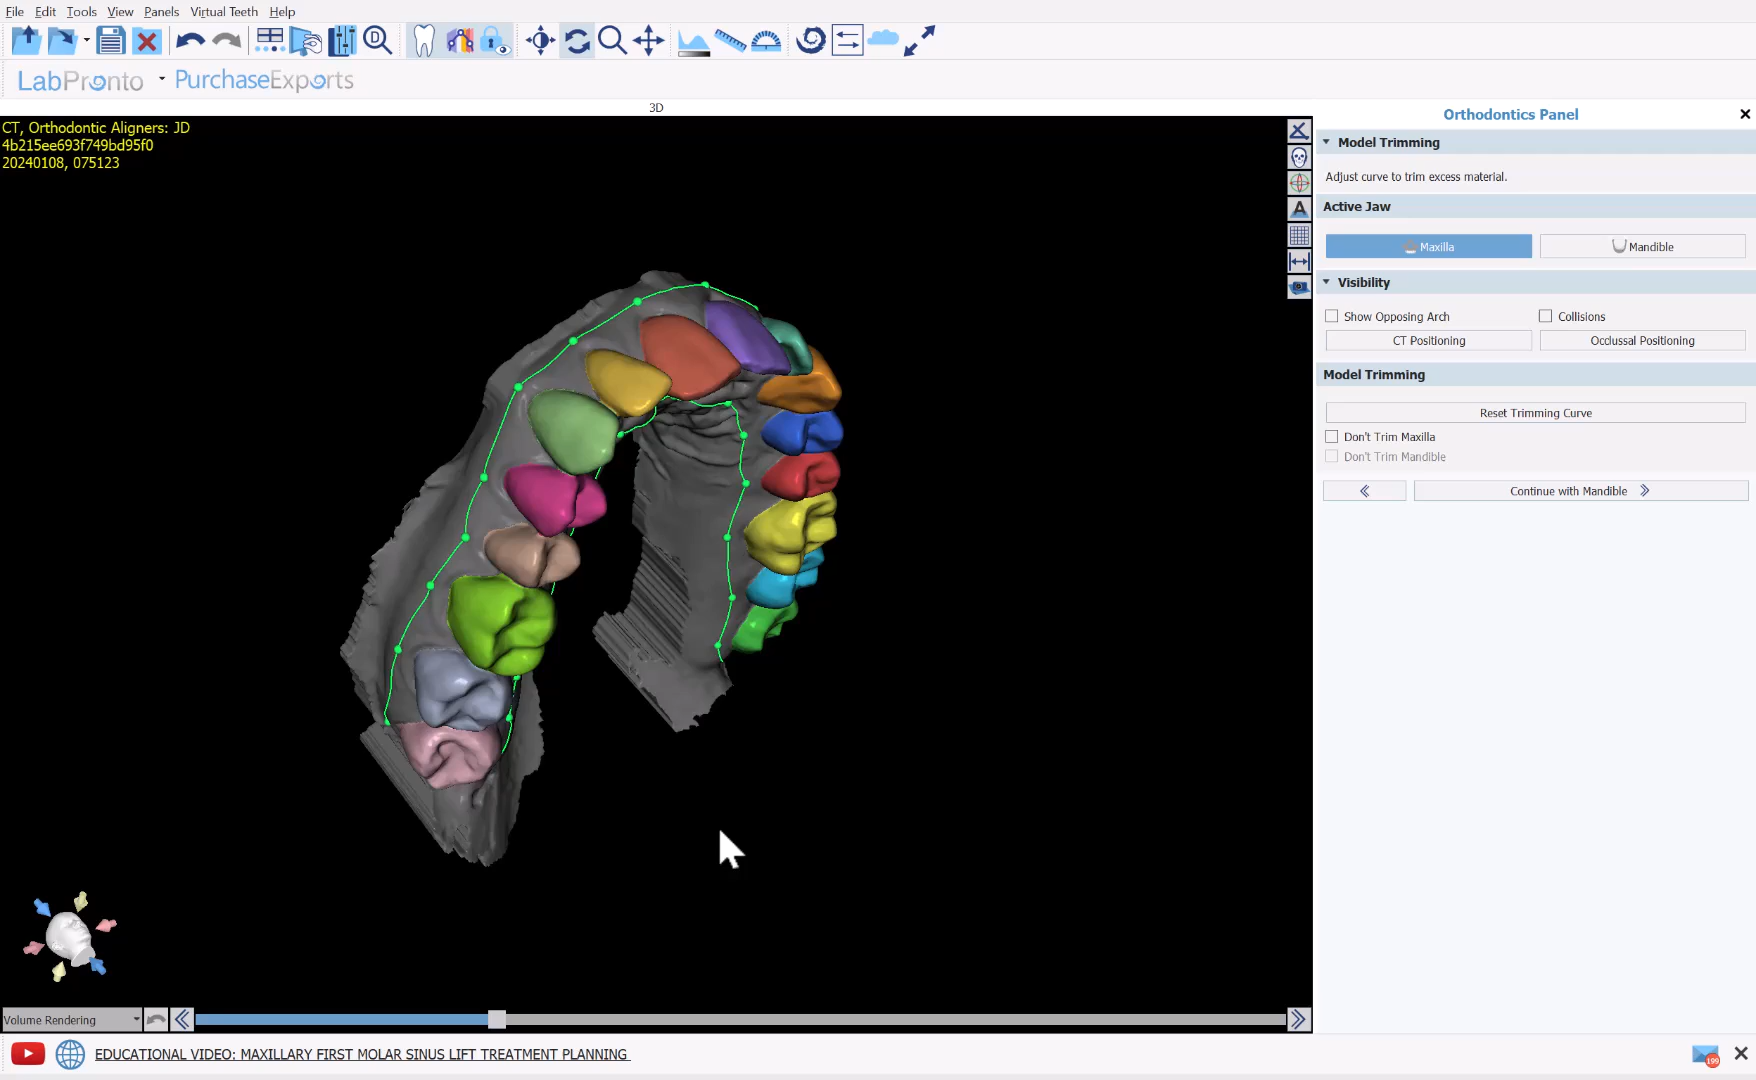 File Edit Tools View Panels Virtual Teeth Help
LabPronto PurchaseExports
3D
CT, Orthodontic Aligners: JD
4b215ee693f749bd95f0
20240108, 075123
Orthodontics Panel
Model Trimming
Adjust curve to trim excess material.
Active Jaw
Maxilla Mandible
Visibility
Show Opposing Arch Collisions
CT Positioning Occlussal Positioning
Model Trimming
Reset Trimming Curve
Don't Trim Maxilla
Don't Trim Mandible
Continue with Mandible
Volume Rendering
EDUCATIONAL VIDEO: MAXILLARY FIRST MOLAR SINUS LIFT TREATMENT PLANNING
199